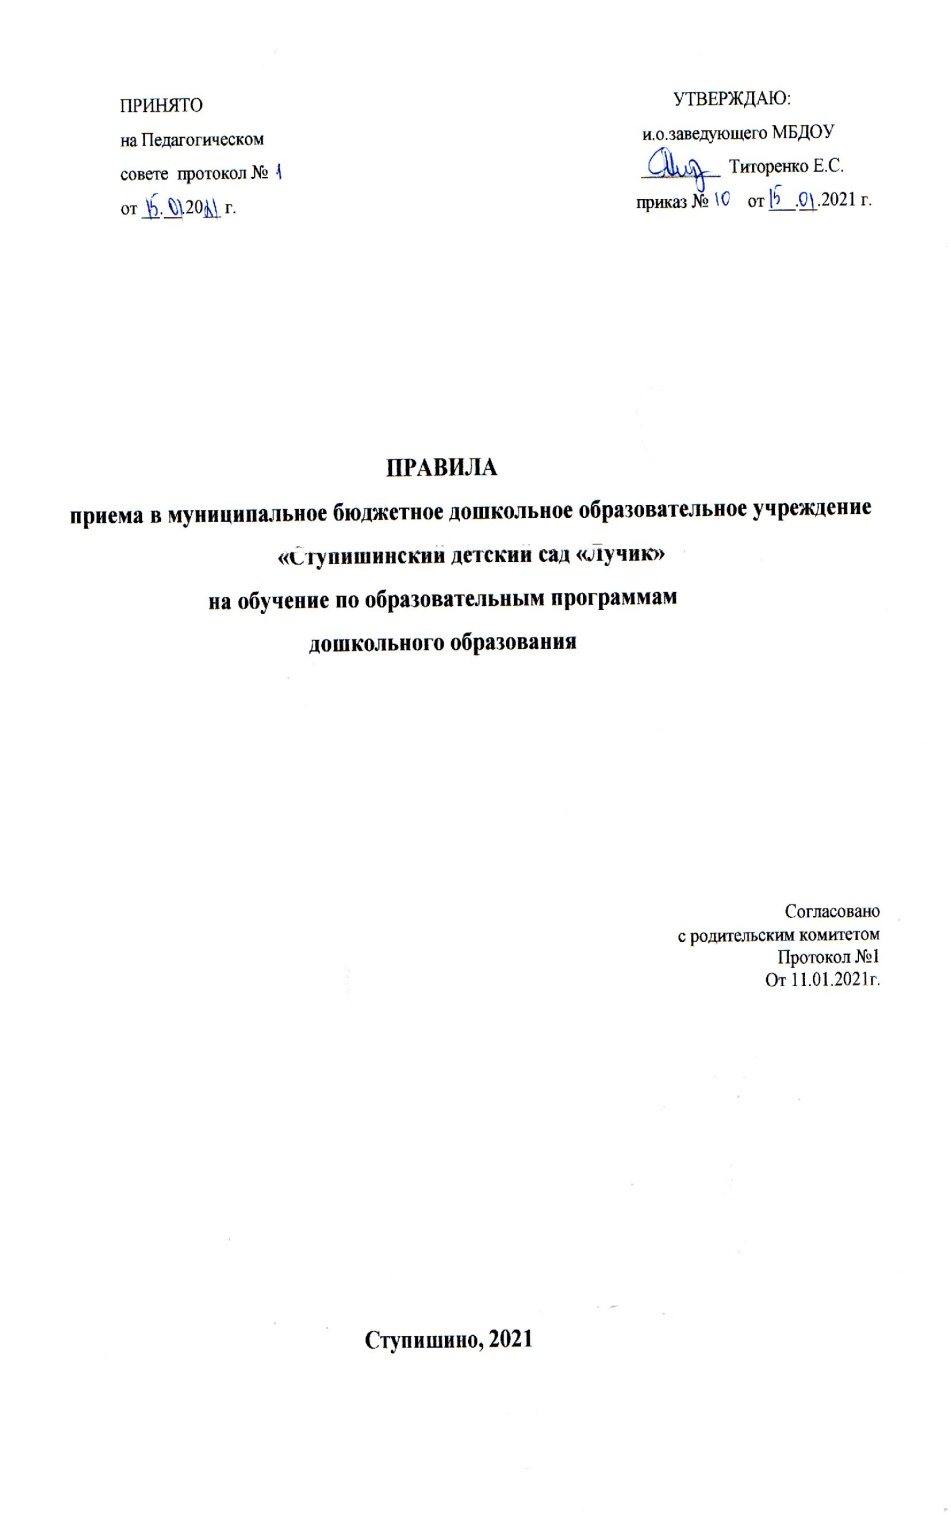 ПРИНЯТО
на Педагогическом
совете протокол № 1
от 15.01.2021 г.
УТВЕРЖДАЮ:
и.о.заведующего МБДОУ
Титоренко Е.С.
приказ № 10 от 15.01.2021 г.
ПРАВИЛА
приема в муниципальное бюджетное дошкольное образовательное учреждение
«Ступишинский детский сад «Лучик»
на обучение по образовательным программам
дошкольного образования
Согласовано
с родительским комитетом
Протокол №1
От 11.01.2021г.
Ступишино, 2021